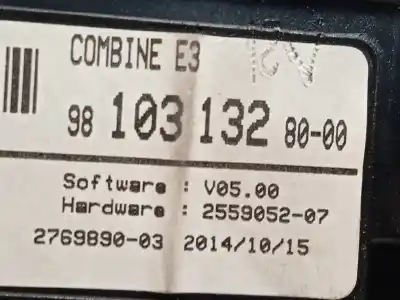 COMBINE E3
98 103 132 80-00
Software : V05.00
Hardware : 2559052-07
2769890-03 2014/10/15